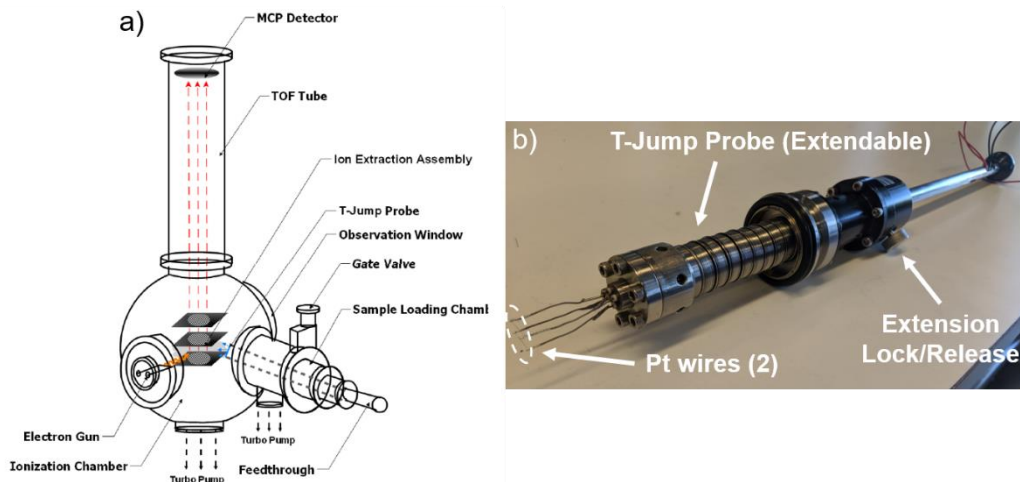 a)
MCP Detector
TOF Tube
Ion Extraction Assembly
T-Jump Probe
Observation Window
Gate Valve
Sample Loading Chamb
Electron Gun
Ionization Chamber
Turbo Pump
Turbo Pump
Feedthrough
b)
T-Jump Probe (Extendable)
Pt wires (2)
Extension
Lock/Release